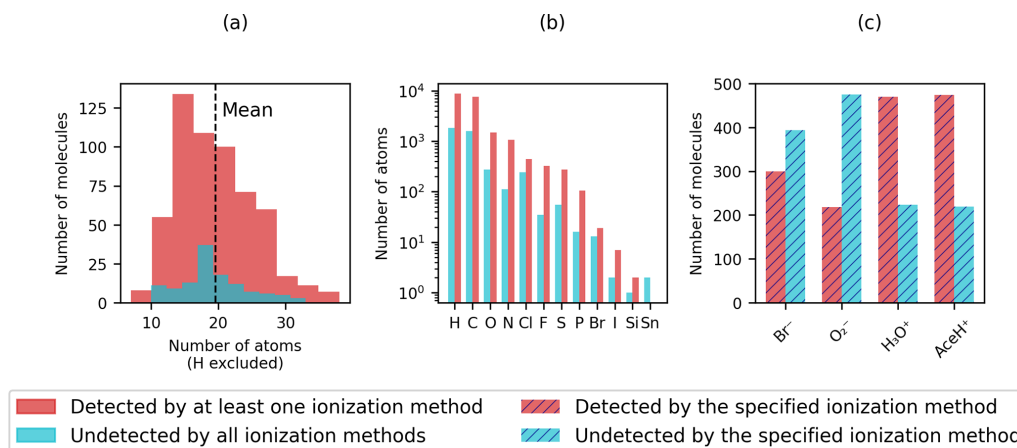 (a)
(b)
(c)
Number of molecules
125
100
75
50
25
0
Mean
10
20
30
Number of atoms
(H excluded)
Number of atoms
10⁴
10³
10²
10¹
10⁰
H C O N Cl F S P Br I Si Sn
Number of molecules
500
400
300
200
100
0
Br⁻
O₂⁻
H₃O⁺
AceH⁺
Detected by at least one ionization method
Detected by the specified ionization method
Undetected by all ionization methods
Undetected by the specified ionization method